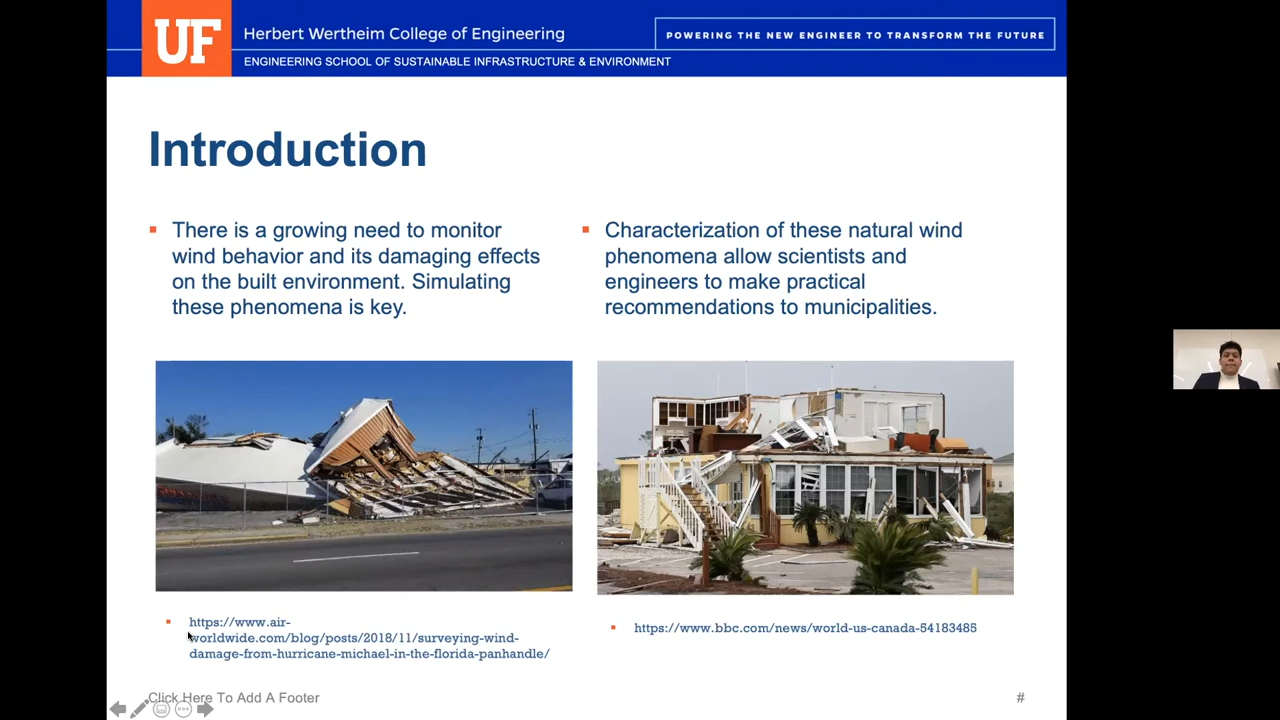 UF
Herbert Wertheim College of Engineering
POWERING THE NEW ENGINEER TO TRANSFORM THE FUTURE
ENGINEERING SCHOOL OF SUSTAINABLE INFRASTRUCTURE & ENVIRONMENT
Introduction
There is a growing need to monitor
wind behavior and its damaging effects
on the built environment. Simulating
these phenomena is key.
Characterization of these natural wind
phenomena allow scientists and
engineers to make practical
recommendations to municipalities.
https://www.air-
worldwide.com/blog/posts/2018/11/surveying-wind-
damage-from-hurricane-michael-in-the-florida-panhandle/
https://www.bbc.com/news/world-us-canada-54183485
Click Here To Add A Footer
#